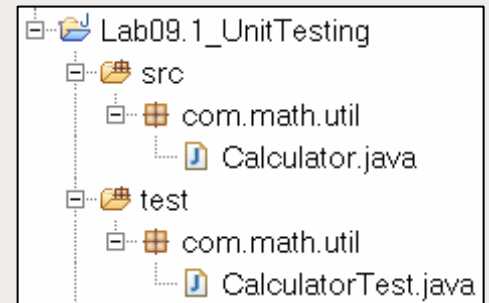 Lab09.1_UnitTesting
src
com.math.util
Calculator.java
test
com.math.util
CalculatorTest.java